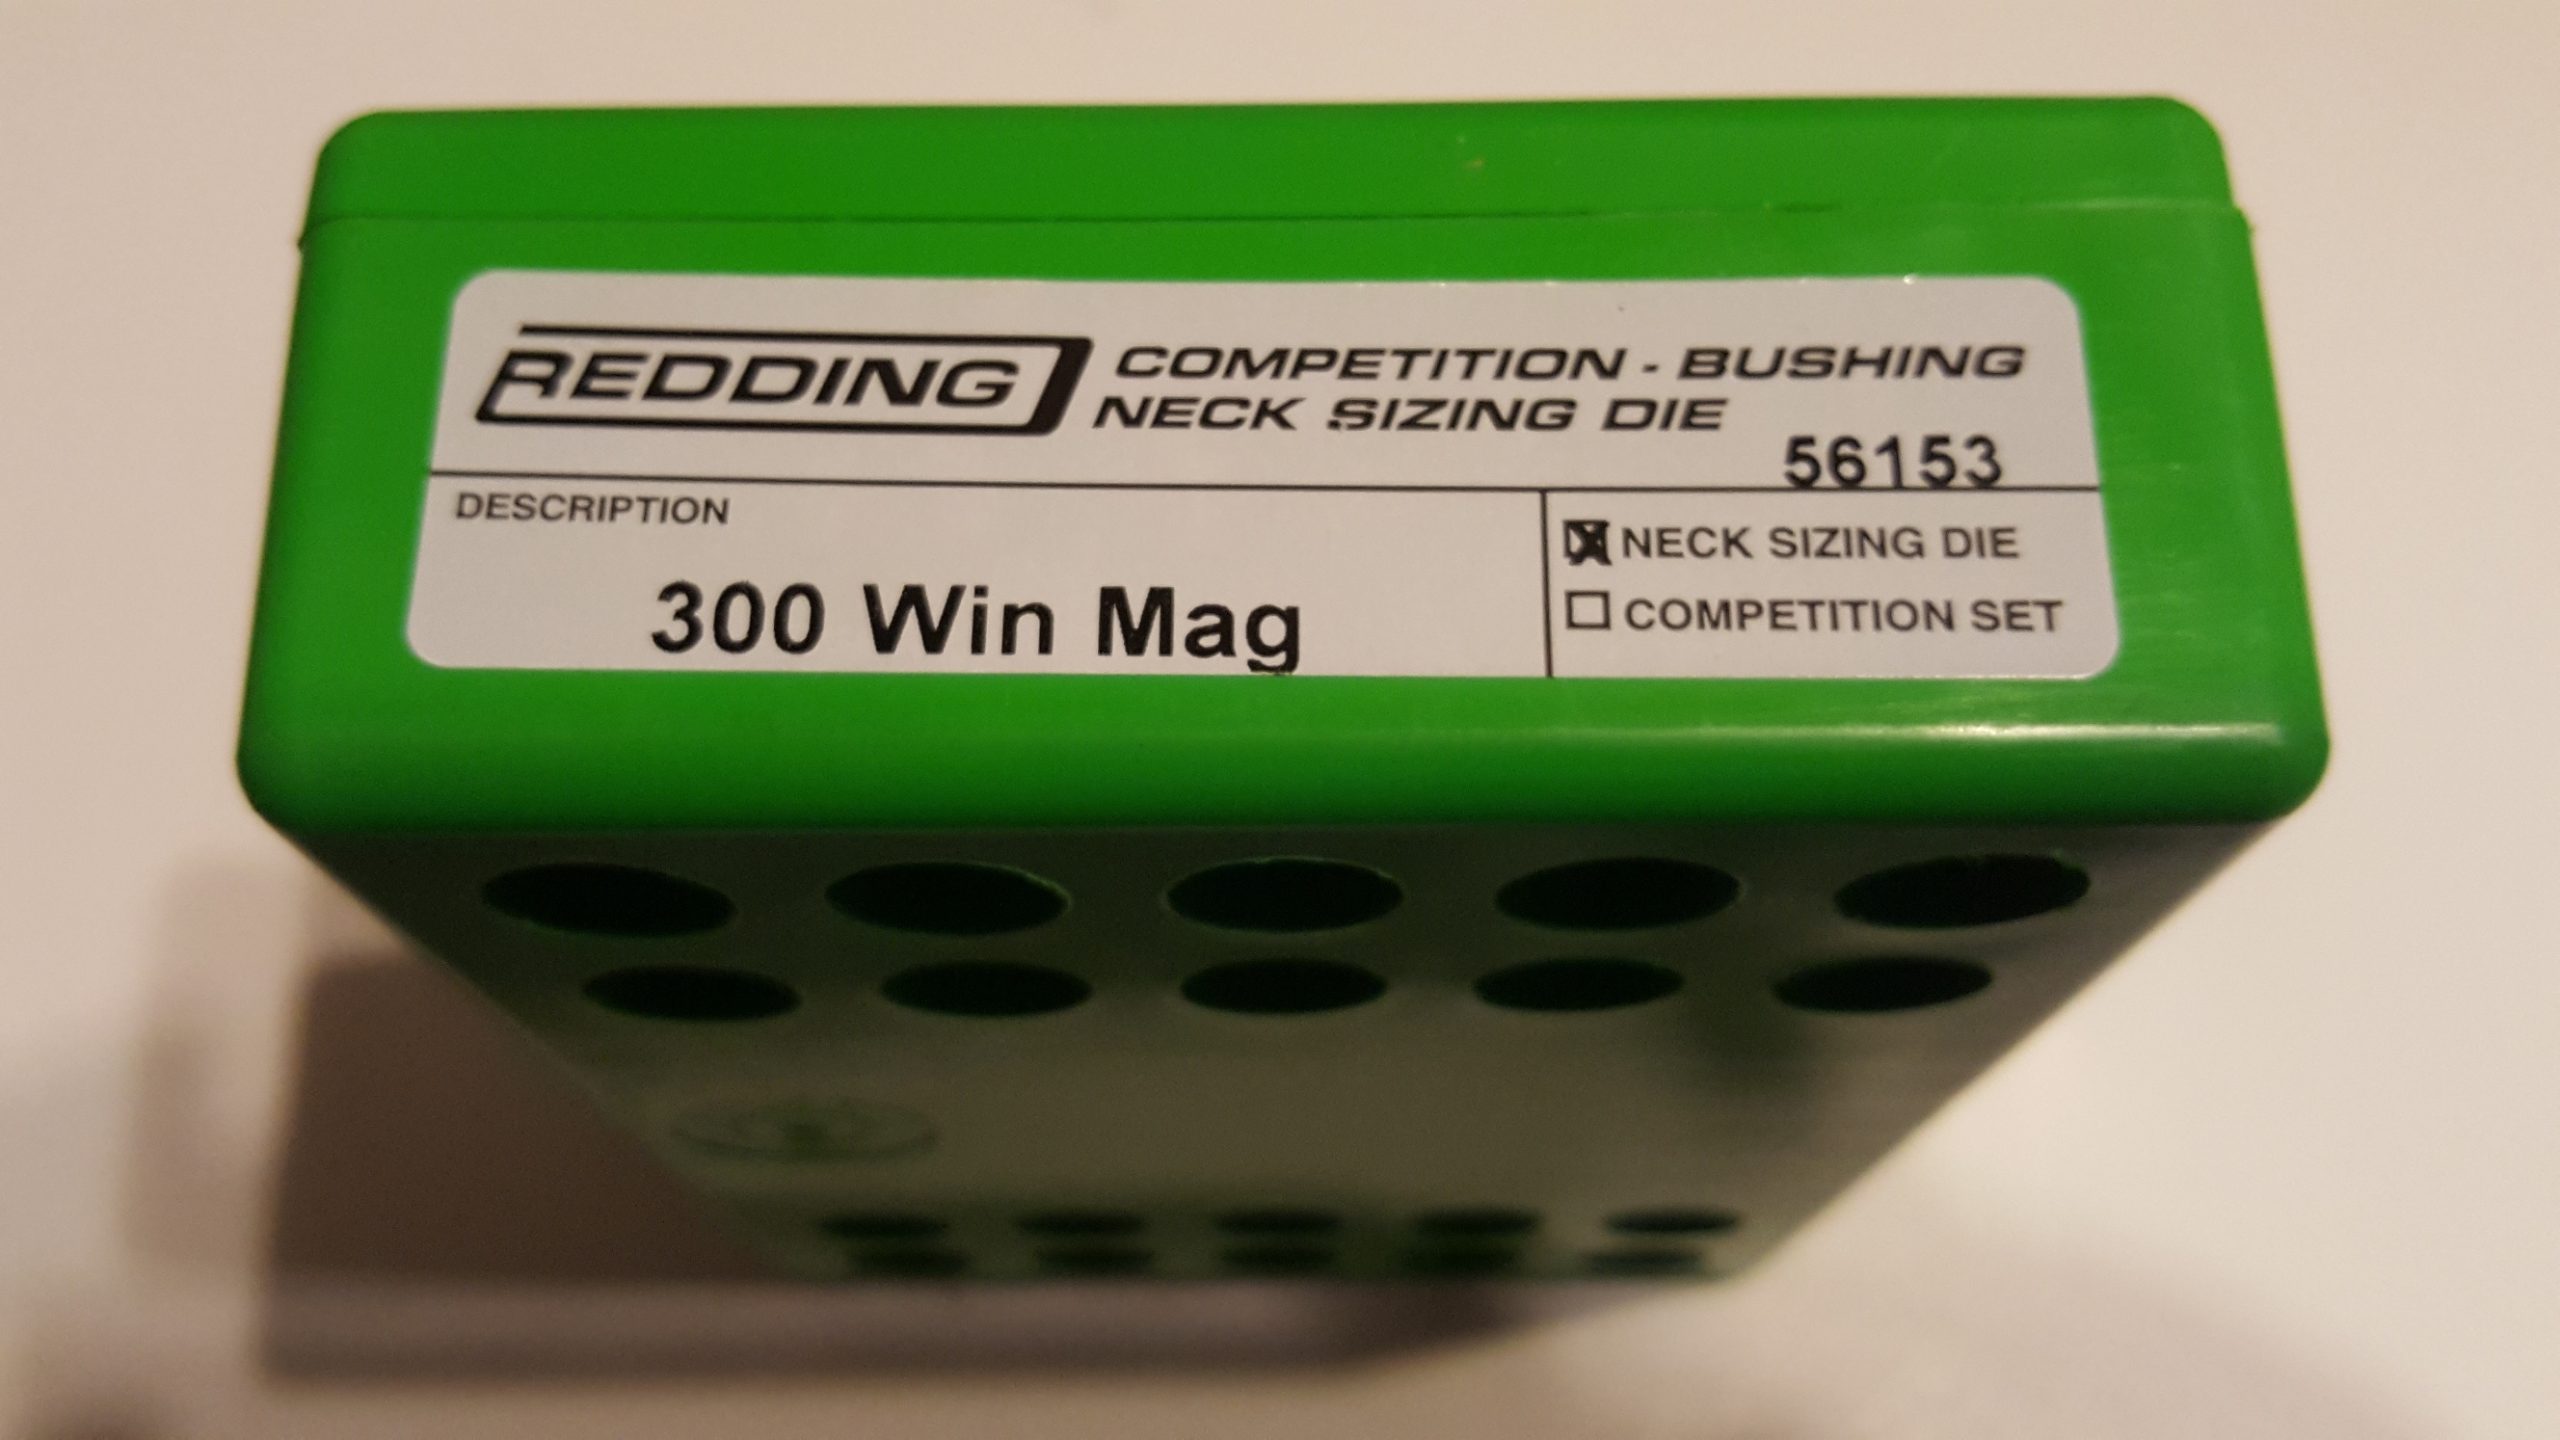 REDDING COMPETITION - BUSHING
NECK SIZING DIE
56153
DESCRIPTION
300 Win Mag
NECK SIZING DIE
COMPETITION SET